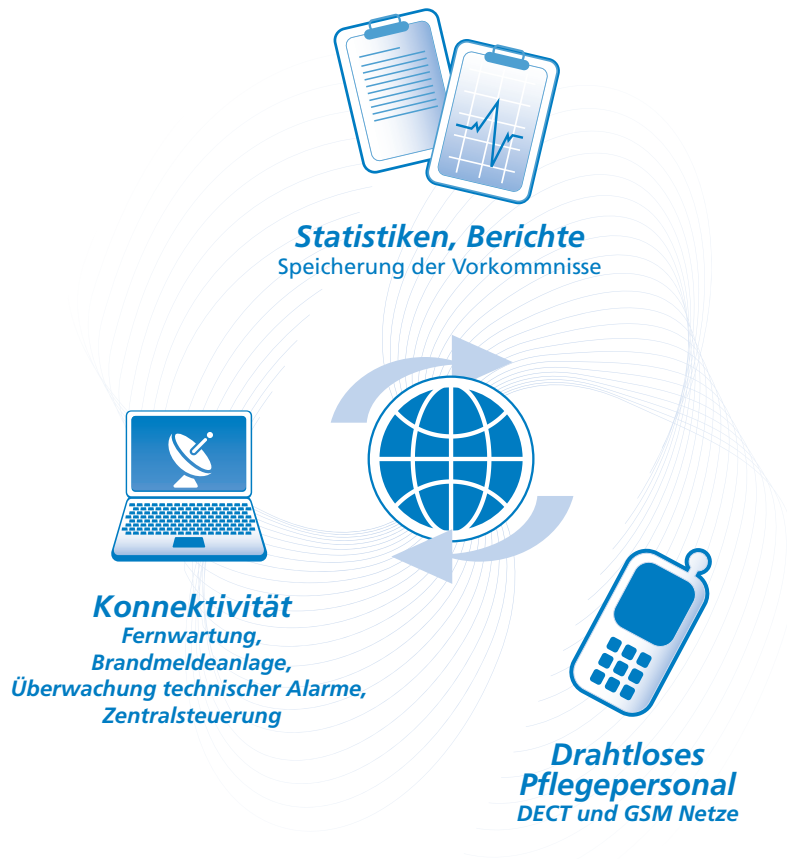 Statistiken, Berichte
Speicherung der Vorkommnisse
Konnektivität
Fernwartung,
Brandmeldeanlage,
Überwachung technischer Alarme,
Zentralsteuerung
Drahtloses
Pflegepersonal
DECT und GSM Netze